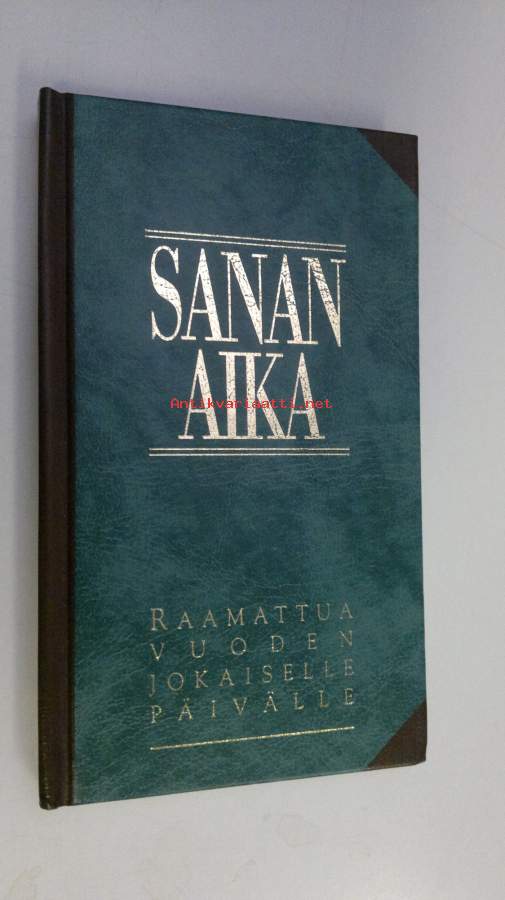 SANAN
AIKA
Antikvariaatti.net
RAAMATTUA
VUODEN
JOKAISELLE
PÄIVÄLLE